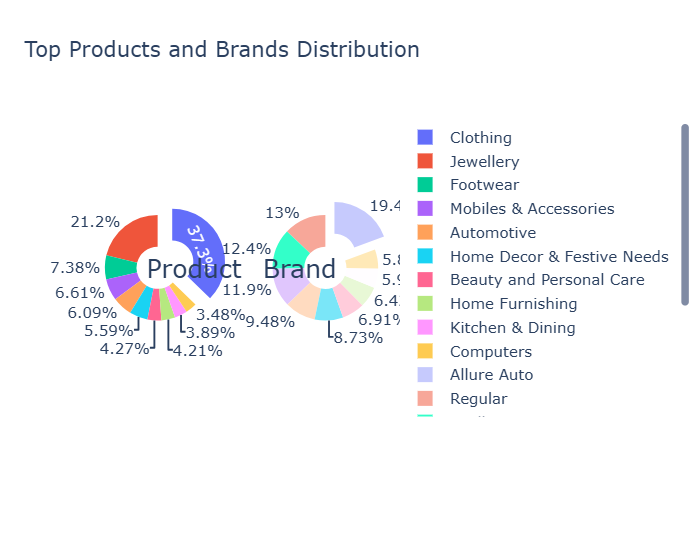 Top Products and Brands Distribution
Clothing
Jewellery
Footwear
Mobiles & Accessories
Automotive
Home Decor & Festive Needs
Beauty and Personal Care
Home Furnishing
Kitchen & Dining
Computers
Allure Auto
Regular
21.2%
37.3%
7.38%
6.61%
6.09%
5.59%
4.27%
4.21%
3.89%
3.48%
Product
13%
12.4%
11.9%
9.48%
8.73%
6.91%
19.4
5.8
5.9
Brand